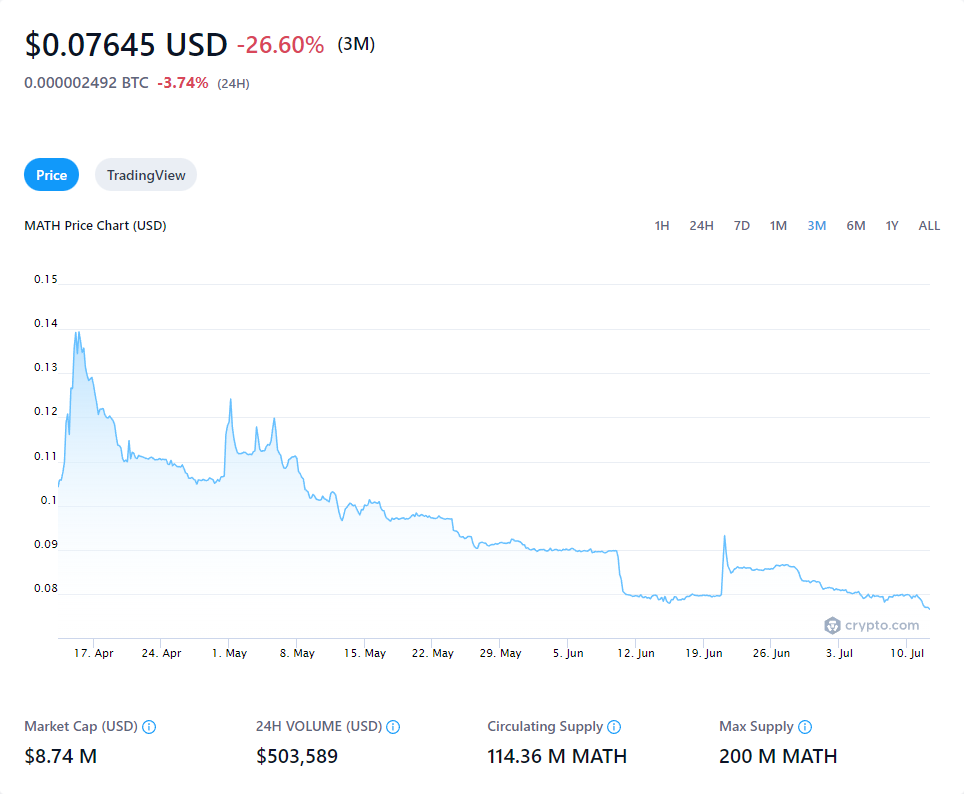 $0.07645 USD -26.60% (3M)
0.000002492 BTC -3.74% (24H)
Price TradingView
MATH Price Chart (USD) 1H 24H 7D 1M 3M 6M 1Y ALL
0.15
0.14
0.13
0.12
0.11
0.1
0.09
0.08
crypto.com
17. Apr 24. Apr 1. May 8. May 15. May 22. May 29. May 5. Jun 12. Jun 19. Jun 26. Jun 3. Jul 10. Jul
Market Cap (USD) 24H VOLUME (USD) Circulating Supply Max Supply
$8.74 M $503,589 114.36 M MATH 200 M MATH